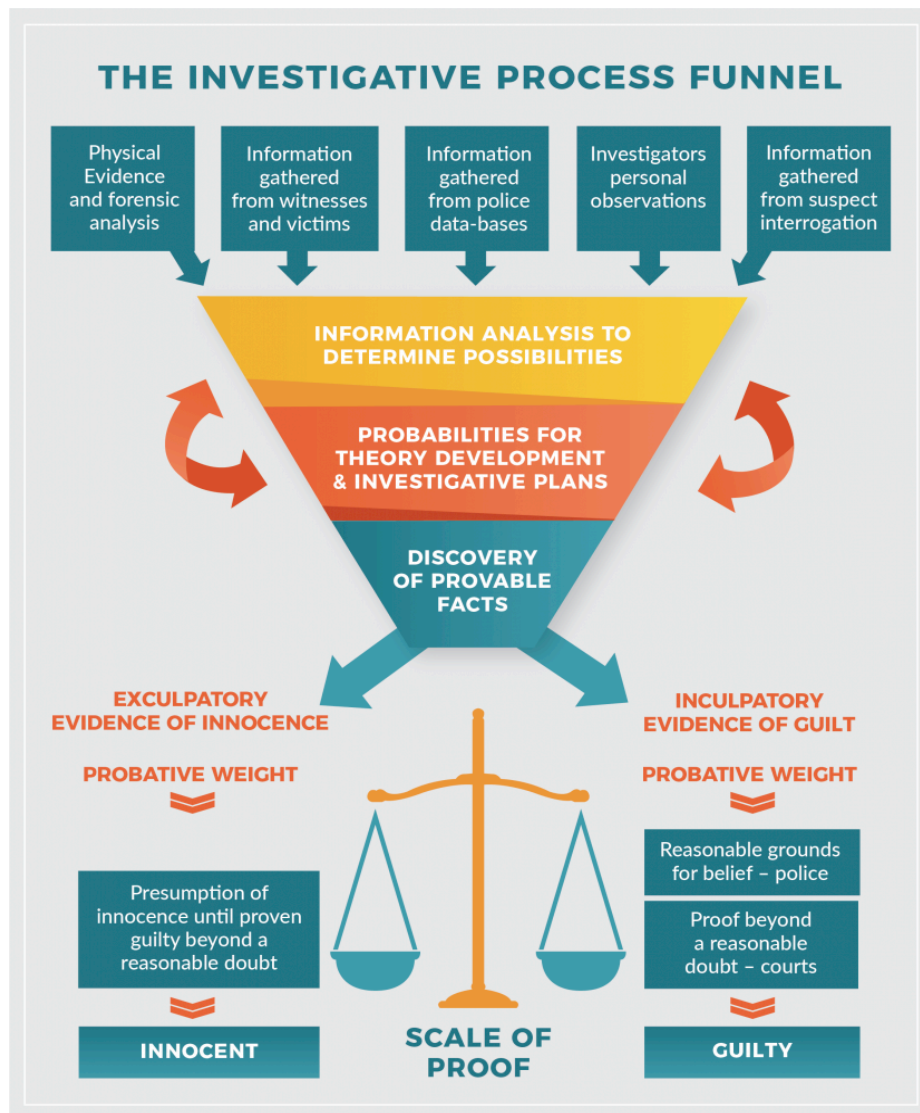 THE INVESTIGATIVE PROCESS FUNNEL
Physical
Evidence
and forensic
analysis
Information
gathered
from witnesses
and victims
Information
gathered
from police
data-bases
Investigators
personal
observations
Information
gathered
from suspect
interrogation
INFORMATION ANALYSIS TO
DETERMINE POSSIBILITIES
PROBABILITIES FOR
THEORY DEVELOPMENT
& INVESTIGATIVE PLANS
DISCOVERY
OF PROVABLE
FACTS
EXCULPATORY
EVIDENCE OF INNOCENCE
PROBATIVE WEIGHT
Presumption of
innocence until proven
guilty beyond a
reasonable doubt
INNOCENT
INCULPATORY
EVIDENCE OF GUILT
PROBATIVE WEIGHT
Reasonable grounds
for belief – police
Proof beyond
a reasonable
doubt – courts
GUILTY
SCALE OF
PROOF